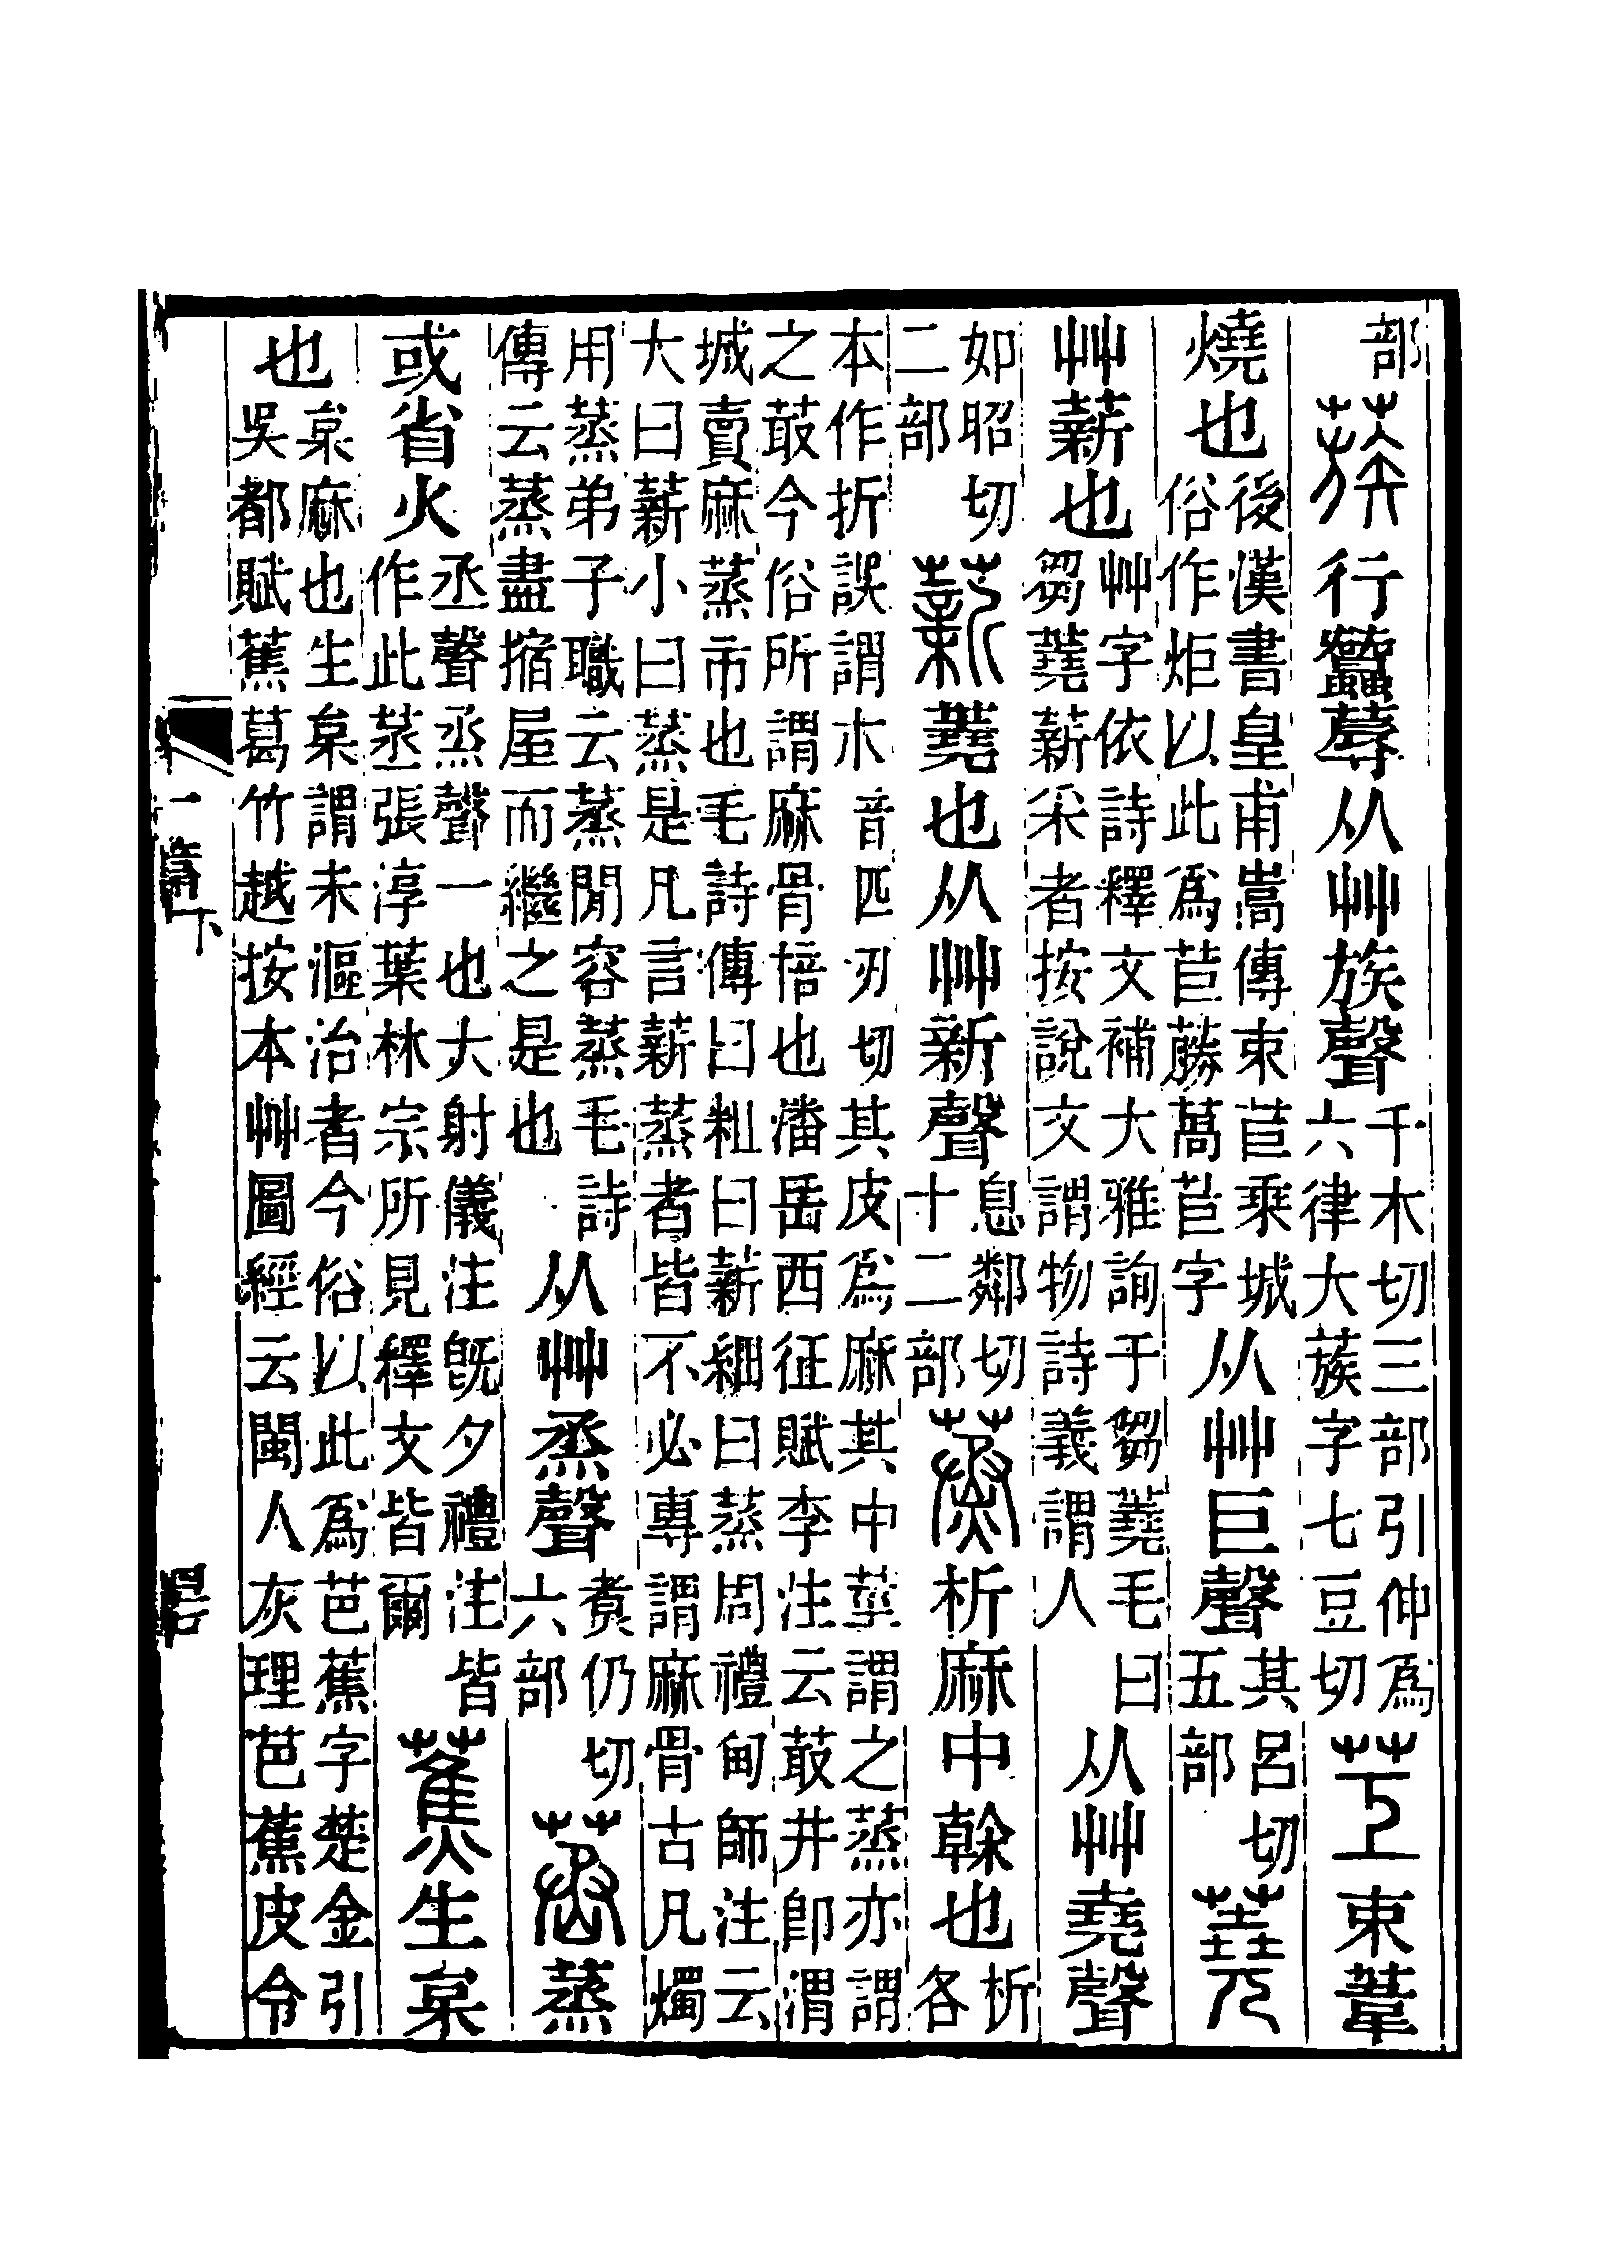 部蔟行蠶蓐从艸族聲千木切三部引伸爲六律大蔟字七豆切苣束葦
燒也後漢書皇甫嵩傳束苣乘城俗作炬以此爲苣蕂萵苣字从艸巨聲其呂切五部蕘
艸薪也艸字依詩釋文補大雅詢于芻蕘毛曰芻蕘薪采者按說文謂物詩義謂人从艸堯聲
如昭切二部薪蕘也从艸新聲息鄰切十二部蒸析麻中榦也析各
本作折誤謂木音匹刃切其皮爲麻其中莖謂之蒸亦謂之菆今俗所謂麻骨棓也潘岳西征賦李注云菆井卽渭
城賣麻蒸市也毛詩傳曰粗曰薪細曰蒸周禮甸師注云大曰薪小曰蒸是凡言薪蒸者皆不必專謂麻骨古凡燭
用蒸弟子職云蒸閒容蒸毛詩傳云蒸盡摍屋而繼之是也从艸烝聲煑仍切六部𦯶蒸
或省火丞聲烝聲一也大射儀注旣夕禮注皆作此𦯶張淳葉林宗所見釋文皆爾蕉生枲
也枲麻也生枲謂未漚治者今俗以此爲芭蕉字楚金引吳都賦蕉葛竹越按本艸圖經云閩人灰理芭蕉皮令
一篇下